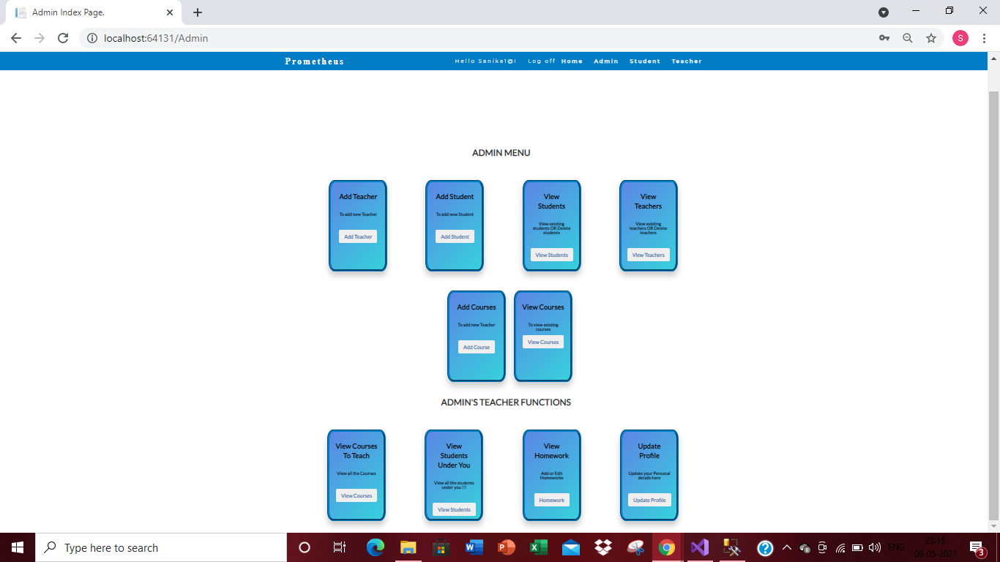 Admin Index Page.
localhost:64131/Admin
S
Prometheus
Hello Sanika1@! Log off Home Admin Student Teacher
ADMIN MENU
Add Teacher
To add new Teacher
Add Teacher
Add Student
To add new Student
Add Student
View
Students
View existing
students OR Delete
students
View Students
View
Teachers
View existing
teachers OR Delete
teachers
View Teachers
Add Courses
To add new Teacher
Add Course
View Courses
To view existing
courses
View Courses
ADMIN'S TEACHER FUNCTIONS
View Courses
To Teach
View all the Courses
View Courses
View
Students
Under You
View all the students
under you !!!
View Students
View
Homework
Add or Edit
Homeworks
Homework
Update
Profile
Update your Personal
details here
Update Profile
Type here to search
ENG
23:15
09-05-2021
3